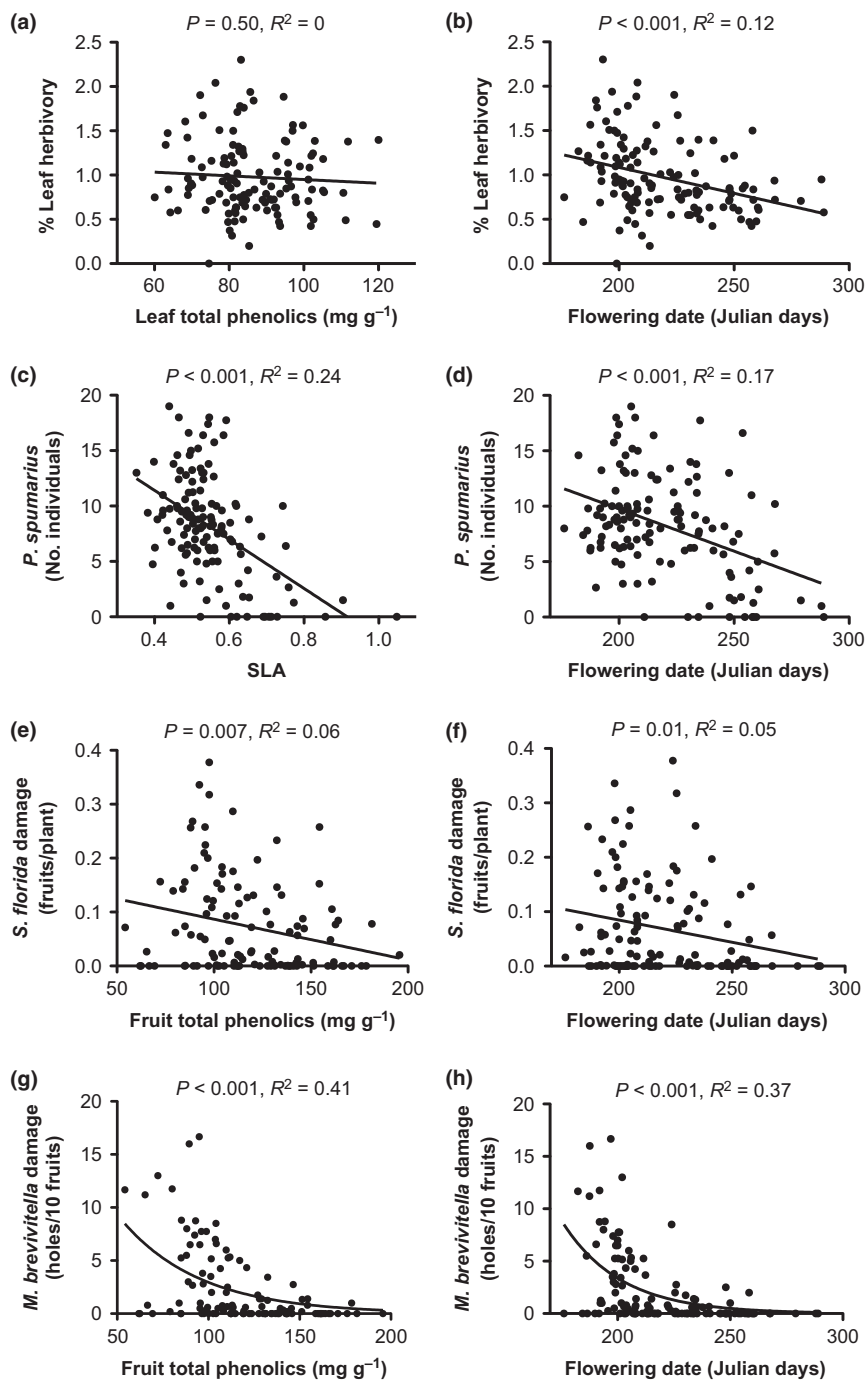 (a)
P = 0.50, R² = 0
2.5
2.0
1.5
1.0
0.5
0.0
% Leaf herbivory
60 80 100 120
Leaf total phenolics (mg g⁻¹)
(b)
P < 0.001, R² = 0.12
2.5
2.0
1.5
1.0
0.5
0.0
% Leaf herbivory
200 250 300
Flowering date (Julian days)
(c)
P < 0.001, R² = 0.24
20
15
10
5
0
P. spumarius
(No. individuals)
0.4 0.6 0.8 1.0
SLA
(d)
P < 0.001, R² = 0.17
20
15
10
5
0
P. spumarius
(No. individuals)
200 250 300
Flowering date (Julian days)
(e)
P = 0.007, R² = 0.06
0.4
0.3
0.2
0.1
0.0
S. florida damage
(fruits/plant)
50 100 150 200
Fruit total phenolics (mg g⁻¹)
(f)
P = 0.01, R² = 0.05
0.4
0.3
0.2
0.1
0.0
S. florida damage
(fruits/plant)
200 250 300
Flowering date (Julian days)
(g)
P < 0.001, R² = 0.41
20
15
10
5
0
M. brevivitella damage
(holes/10 fruits)
50 100 150 200
Fruit total phenolics (mg g⁻¹)
(h)
P < 0.001, R² = 0.37
20
15
10
5
0
M. brevivitella damage
(holes/10 fruits)
200 250 300
Flowering date (Julian days)